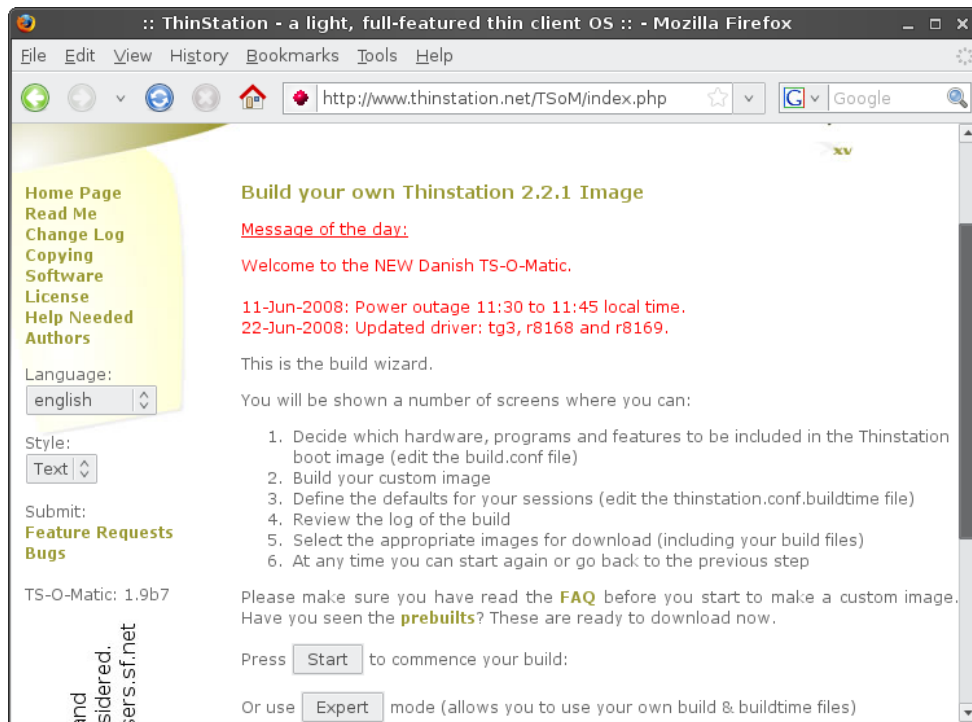 :: ThinStation - a light, full-featured thin client OS :: - Mozilla Firefox
File Edit View History Bookmarks Tools Help
http://www.thinstation.net/TSoM/index.php
G Google
xv
Home Page
Read Me
Change Log
Copying
Software
License
Help Needed
Authors
Language:
english
Style:
Text
Submit:
Feature Requests
Bugs
TS-O-Matic: 1.9b7
and
sidered.
sers.sf.net
Build your own Thinstation 2.2.1 Image
Message of the day:
Welcome to the NEW Danish TS-O-Matic.
11-Jun-2008: Power outage 11:30 to 11:45 local time.
22-Jun-2008: Updated driver: tg3, r8168 and r8169.
This is the build wizard.
You will be shown a number of screens where you can:
1. Decide which hardware, programs and features to be included in the Thinstation
boot image (edit the build.conf file)
2. Build your custom image
3. Define the defaults for your sessions (edit the thinstation.conf.buildtime file)
4. Review the log of the build
5. Select the appropriate images for download (including your build files)
6. At any time you can start again or go back to the previous step
Please make sure you have read the FAQ before you start to make a custom image.
Have you seen the prebuilts? These are ready to download now.
Press Start to commence your build:
Or use Expert mode (allows you to use your own build & buildtime files)